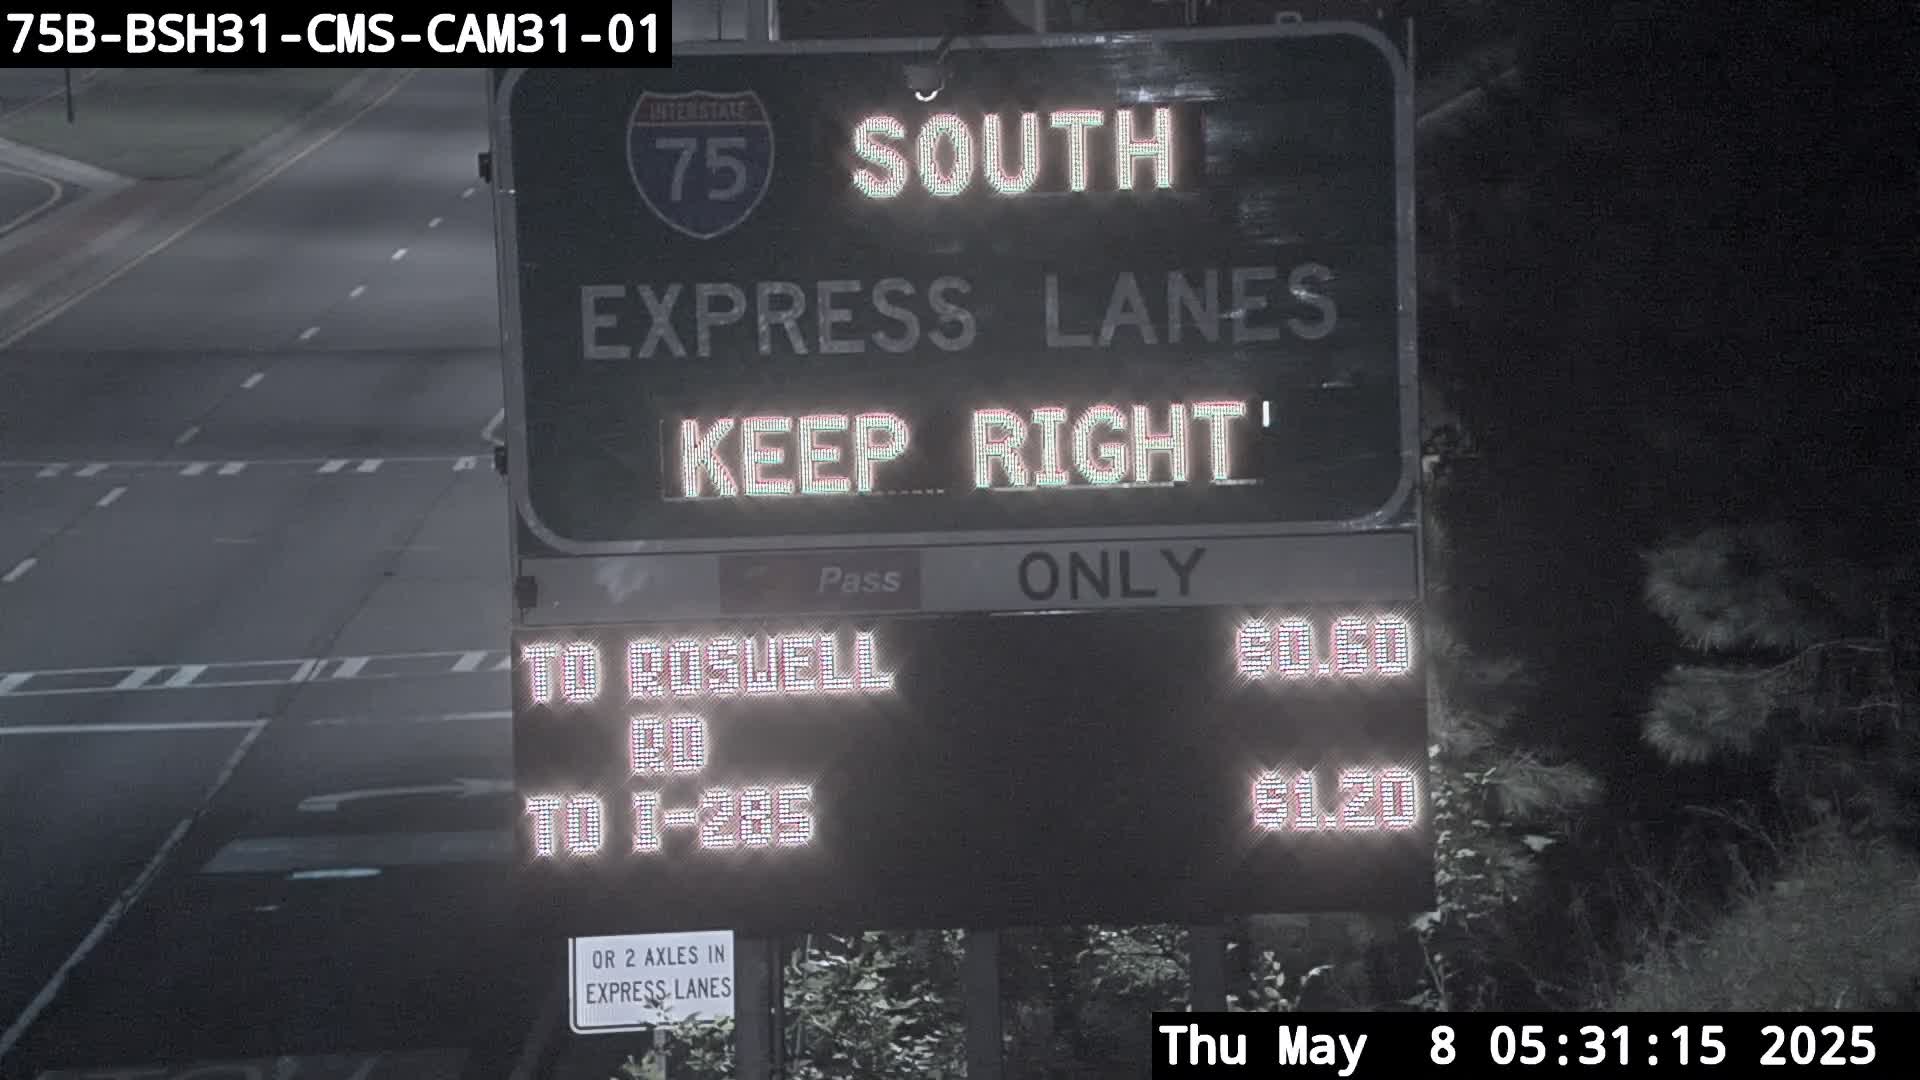 75B-BSH31-CMS-CAM31-01
INTERSTATE
75
SOUTH
EXPRESS LANES
KEEP RIGHT
Pass ONLY
TO ROSWELL $0.60
RD
TO I-285 $1.20
OR 2 AXLES IN
EXPRESS LANES
Thu May 8 05:31:15 2025